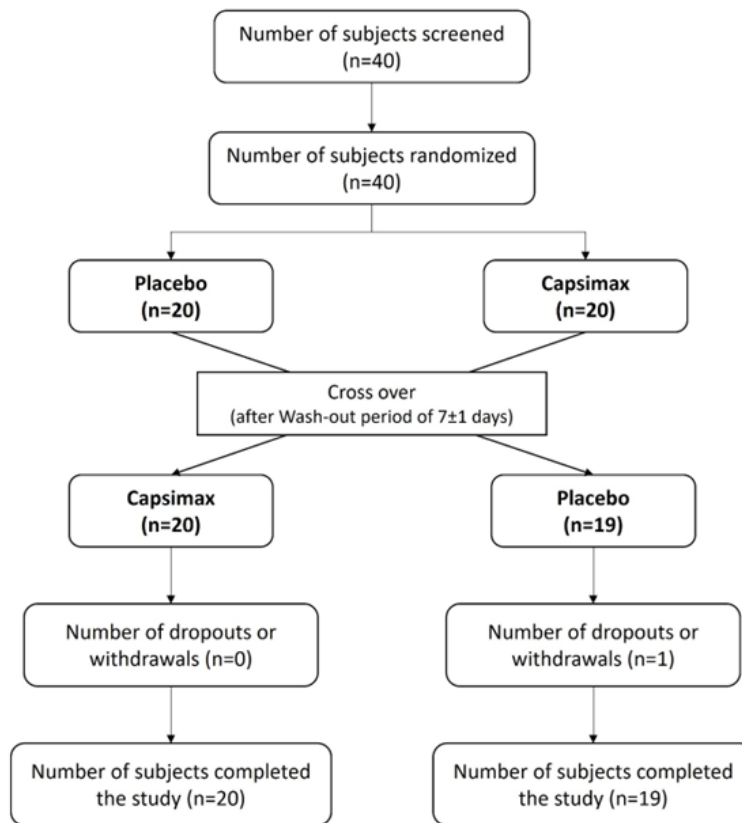 Number of subjects screened
(n=40)
Number of subjects randomized
(n=40)
Placebo
(n=20)
Capsimax
(n=20)
Cross over
(after Wash-out period of 7±1 days)
Capsimax
(n=20)
Placebo
(n=19)
Number of dropouts or
withdrawals (n=0)
Number of dropouts or
withdrawals (n=1)
Number of subjects completed
the study (n=20)
Number of subjects completed
the study (n=19)